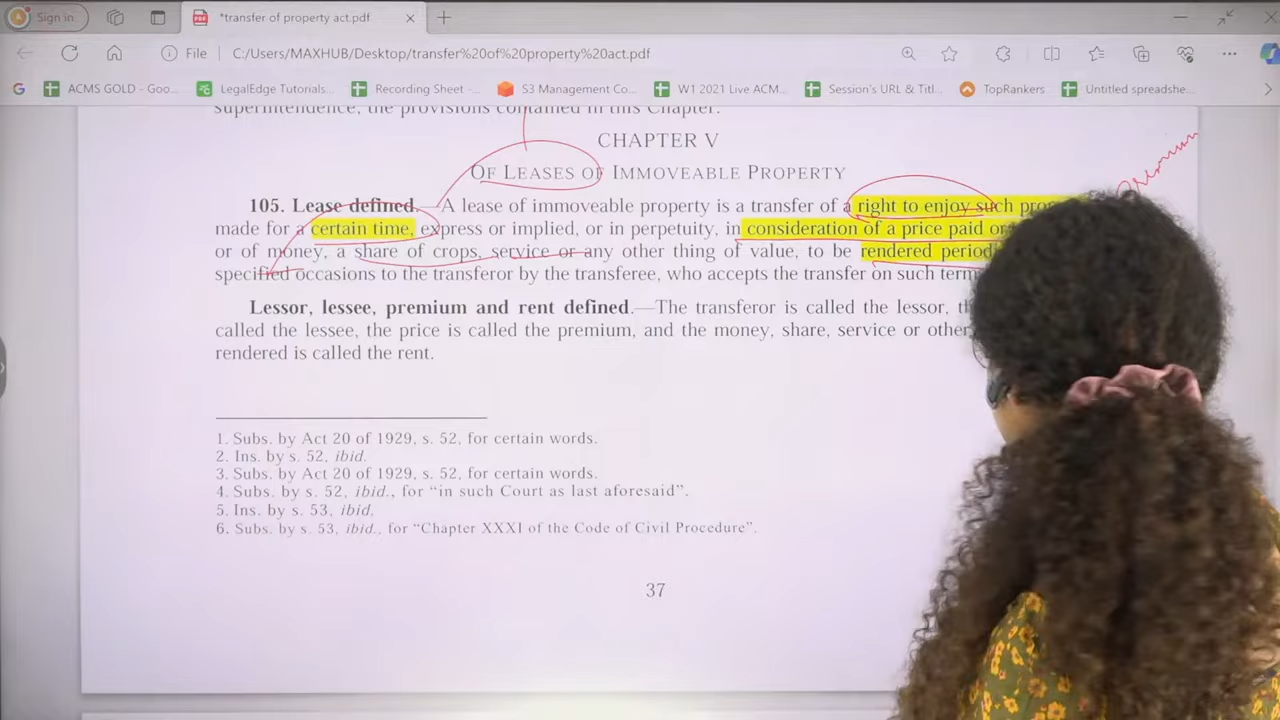 Sign in
*transfer of property act.pdf
File
C:/Users/MAXHUB/Desktop/transfer%20of%20property%20act.pdf
ACMS GOLD - Goo...
LegalEdge Tutorials...
Recording Sheet -...
S3 Management Co...
W1 2021 Live ACM...
Session's URL & Titl...
TopRankers
Untitled spreadshe...
superintendence, the provisions contained in this Chapter.
CHAPTER V
OF LEASES OF IMMOVEABLE PROPERTY
premium
105. Lease defined.—A lease of immoveable property is a transfer of a right to enjoy such
made for a certain time, express or implied, or in perpetuity, in consideration of a price paid or
or of money, a share of crops, service or any other thing of value, to be rendered
specified occasions to the transferor by the transferee, who accepts the transfer on such
Lessor, lessee, premium and rent defined.—The transferor is called the lessor,
called the lessee, the price is called the premium, and the money, share, service or other
rendered is called the rent.
1. Subs. by Act 20 of 1929, s. 52, for certain words.
2. Ins. by s. 52, ibid.
3. Subs. by Act 20 of 1929, s. 52, for certain words.
4. Subs. by s. 52, ibid., for “in such Court as last aforesaid”.
5. Ins. by s. 53, ibid.
6. Subs. by s. 53, ibid., for “Chapter XXXI of the Code of Civil Procedure”.
37